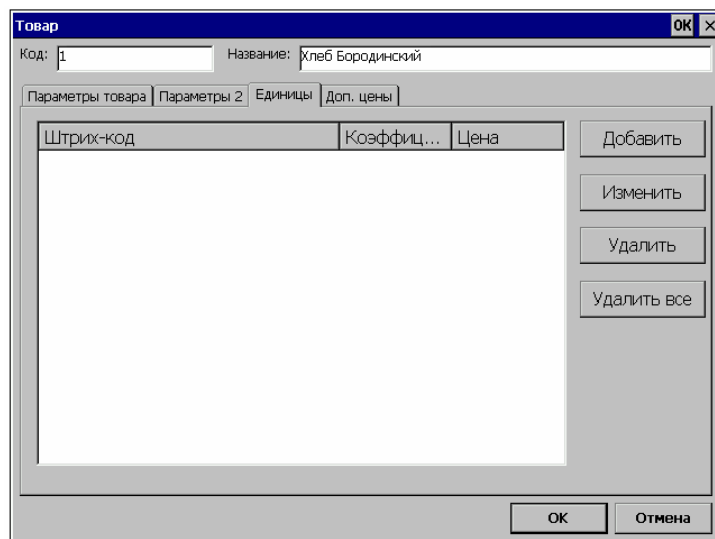 Товар OK ×
Код: 1 Название: Хлеб Бородинский
Параметры товара Параметры 2 Единицы Доп. цены
Штрих-код Коэффиц... Цена
Добавить
Изменить
Удалить
Удалить все
OK Отмена